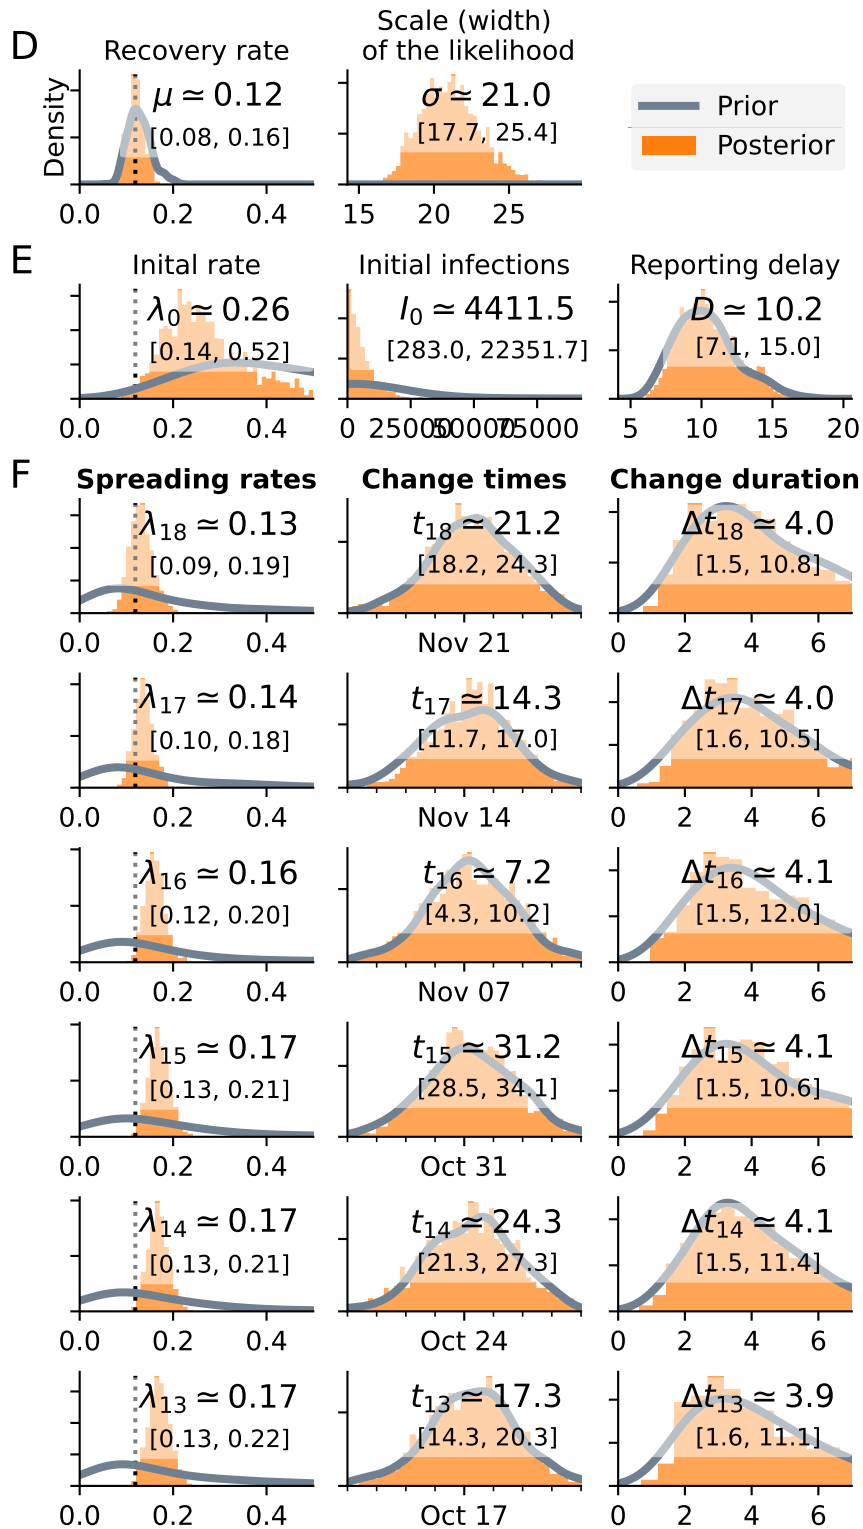 D
Recovery rate
Scale (width)
of the likelihood
Density
μ ≃ 0.12
[0.08, 0.16]
σ ≃ 21.0
[17.7, 25.4]
Prior
Posterior
0.0 0.2 0.4
15 20 25
E
Inital rate
Initial infections
Reporting delay
λ0 ≃ 0.26
[0.14, 0.52]
I0 ≃ 4411.5
[283.0, 22351.7]
D ≃ 10.2
[7.1, 15.0]
0.0 0.2 0.4
0 25000 50000 75000
5 10 15 20
F
Spreading rates
Change times
Change duration
λ18 ≃ 0.13
[0.09, 0.19]
t18 ≃ 21.2
[18.2, 24.3]
Δt18 ≃ 4.0
[1.5, 10.8]
0.0 0.2 0.4
Nov 21
0 2 4 6
λ17 ≃ 0.14
[0.10, 0.18]
t17 ≃ 14.3
[11.7, 17.0]
Δt17 ≃ 4.0
[1.6, 10.5]
0.0 0.2 0.4
Nov 14
0 2 4 6
λ16 ≃ 0.16
[0.12, 0.20]
t16 ≃ 7.2
[4.3, 10.2]
Δt16 ≃ 4.1
[1.5, 12.0]
0.0 0.2 0.4
Nov 07
0 2 4 6
λ15 ≃ 0.17
[0.13, 0.21]
t15 ≃ 31.2
[28.5, 34.1]
Δt15 ≃ 4.1
[1.5, 10.6]
0.0 0.2 0.4
Oct 31
0 2 4 6
λ14 ≃ 0.17
[0.13, 0.21]
t14 ≃ 24.3
[21.3, 27.3]
Δt14 ≃ 4.1
[1.5, 11.4]
0.0 0.2 0.4
Oct 24
0 2 4 6
λ13 ≃ 0.17
[0.13, 0.22]
t13 ≃ 17.3
[14.3, 20.3]
Δt13 ≃ 3.9
[1.6, 11.1]
0.0 0.2 0.4
Oct 17
0 2 4 6